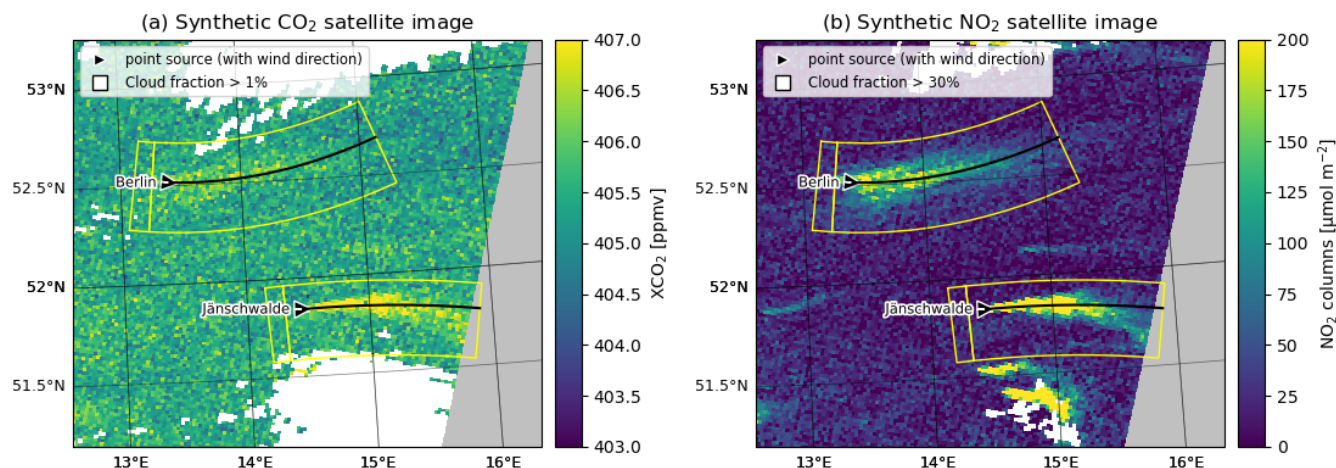 (a) Synthetic CO₂ satellite image
point source (with wind direction)
Cloud fraction > 1%
53°N
52.5°N
52°N
51.5°N
Berlin
Jänschwalde
13°E
14°E
15°E
16°E
407.0
406.5
406.0
405.5
405.0
404.5
404.0
403.5
403.0
XCO₂ [ppmv]
(b) Synthetic NO₂ satellite image
point source (with wind direction)
Cloud fraction > 30%
53°N
52.5°N
52°N
51.5°N
Berlin
Jänschwalde
13°E
14°E
15°E
16°E
200
175
150
125
100
75
50
25
0
NO₂ columns [µmol m⁻²]